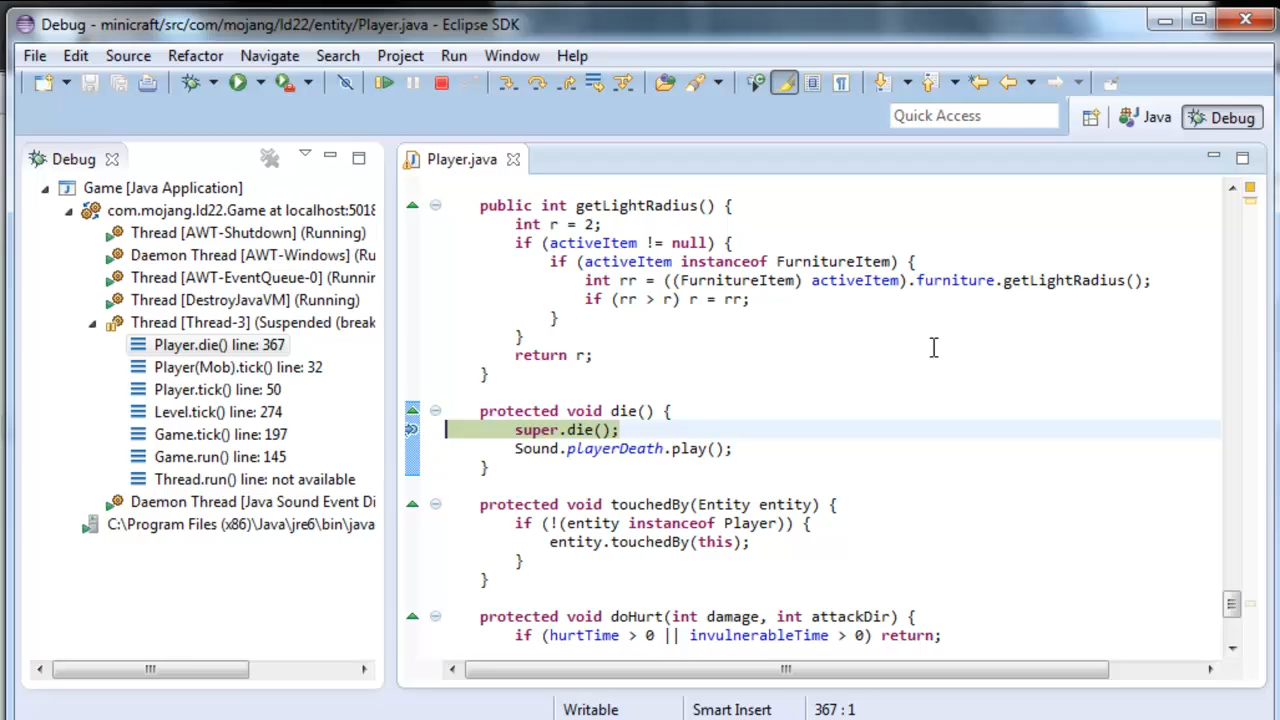 Debug - minicraft/src/com/mojang/ld22/entity/Player.java - Eclipse SDK
File Edit Source Refactor Navigate Search Project Run Window Help
Quick Access
Java
Debug
Debug
Game [Java Application]
com.mojang.ld22.Game at localhost:5018
Thread [AWT-Shutdown] (Running)
Daemon Thread [AWT-Windows] (Ru
Thread [AWT-EventQueue-0] (Runnin
Thread [DestroyJavaVM] (Running)
Thread [Thread-3] (Suspended (break
Player.die() line: 367
Player(Mob).tick() line: 32
Player.tick() line: 50
Level.tick() line: 274
Game.tick() line: 197
Game.run() line: 145
Thread.run() line: not available
Daemon Thread [Java Sound Event Di
C:\Program Files (x86)\Java\jre6\bin\java
Player.java
public int getLightRadius() {
int r = 2;
if (activeItem != null) {
if (activeItem instanceof FurnitureItem) {
int rr = ((FurnitureItem) activeItem).furniture.getLightRadius();
if (rr > r) r = rr;
}
}
return r;
}
protected void die() {
super.die();
Sound.playerDeath.play();
}
protected void touchedBy(Entity entity) {
if (!(entity instanceof Player)) {
entity.touchedBy(this);
}
}
protected void doHurt(int damage, int attackDir) {
if (hurtTime > 0 || invulnerableTime > 0) return;
Writable
Smart Insert
367 : 1